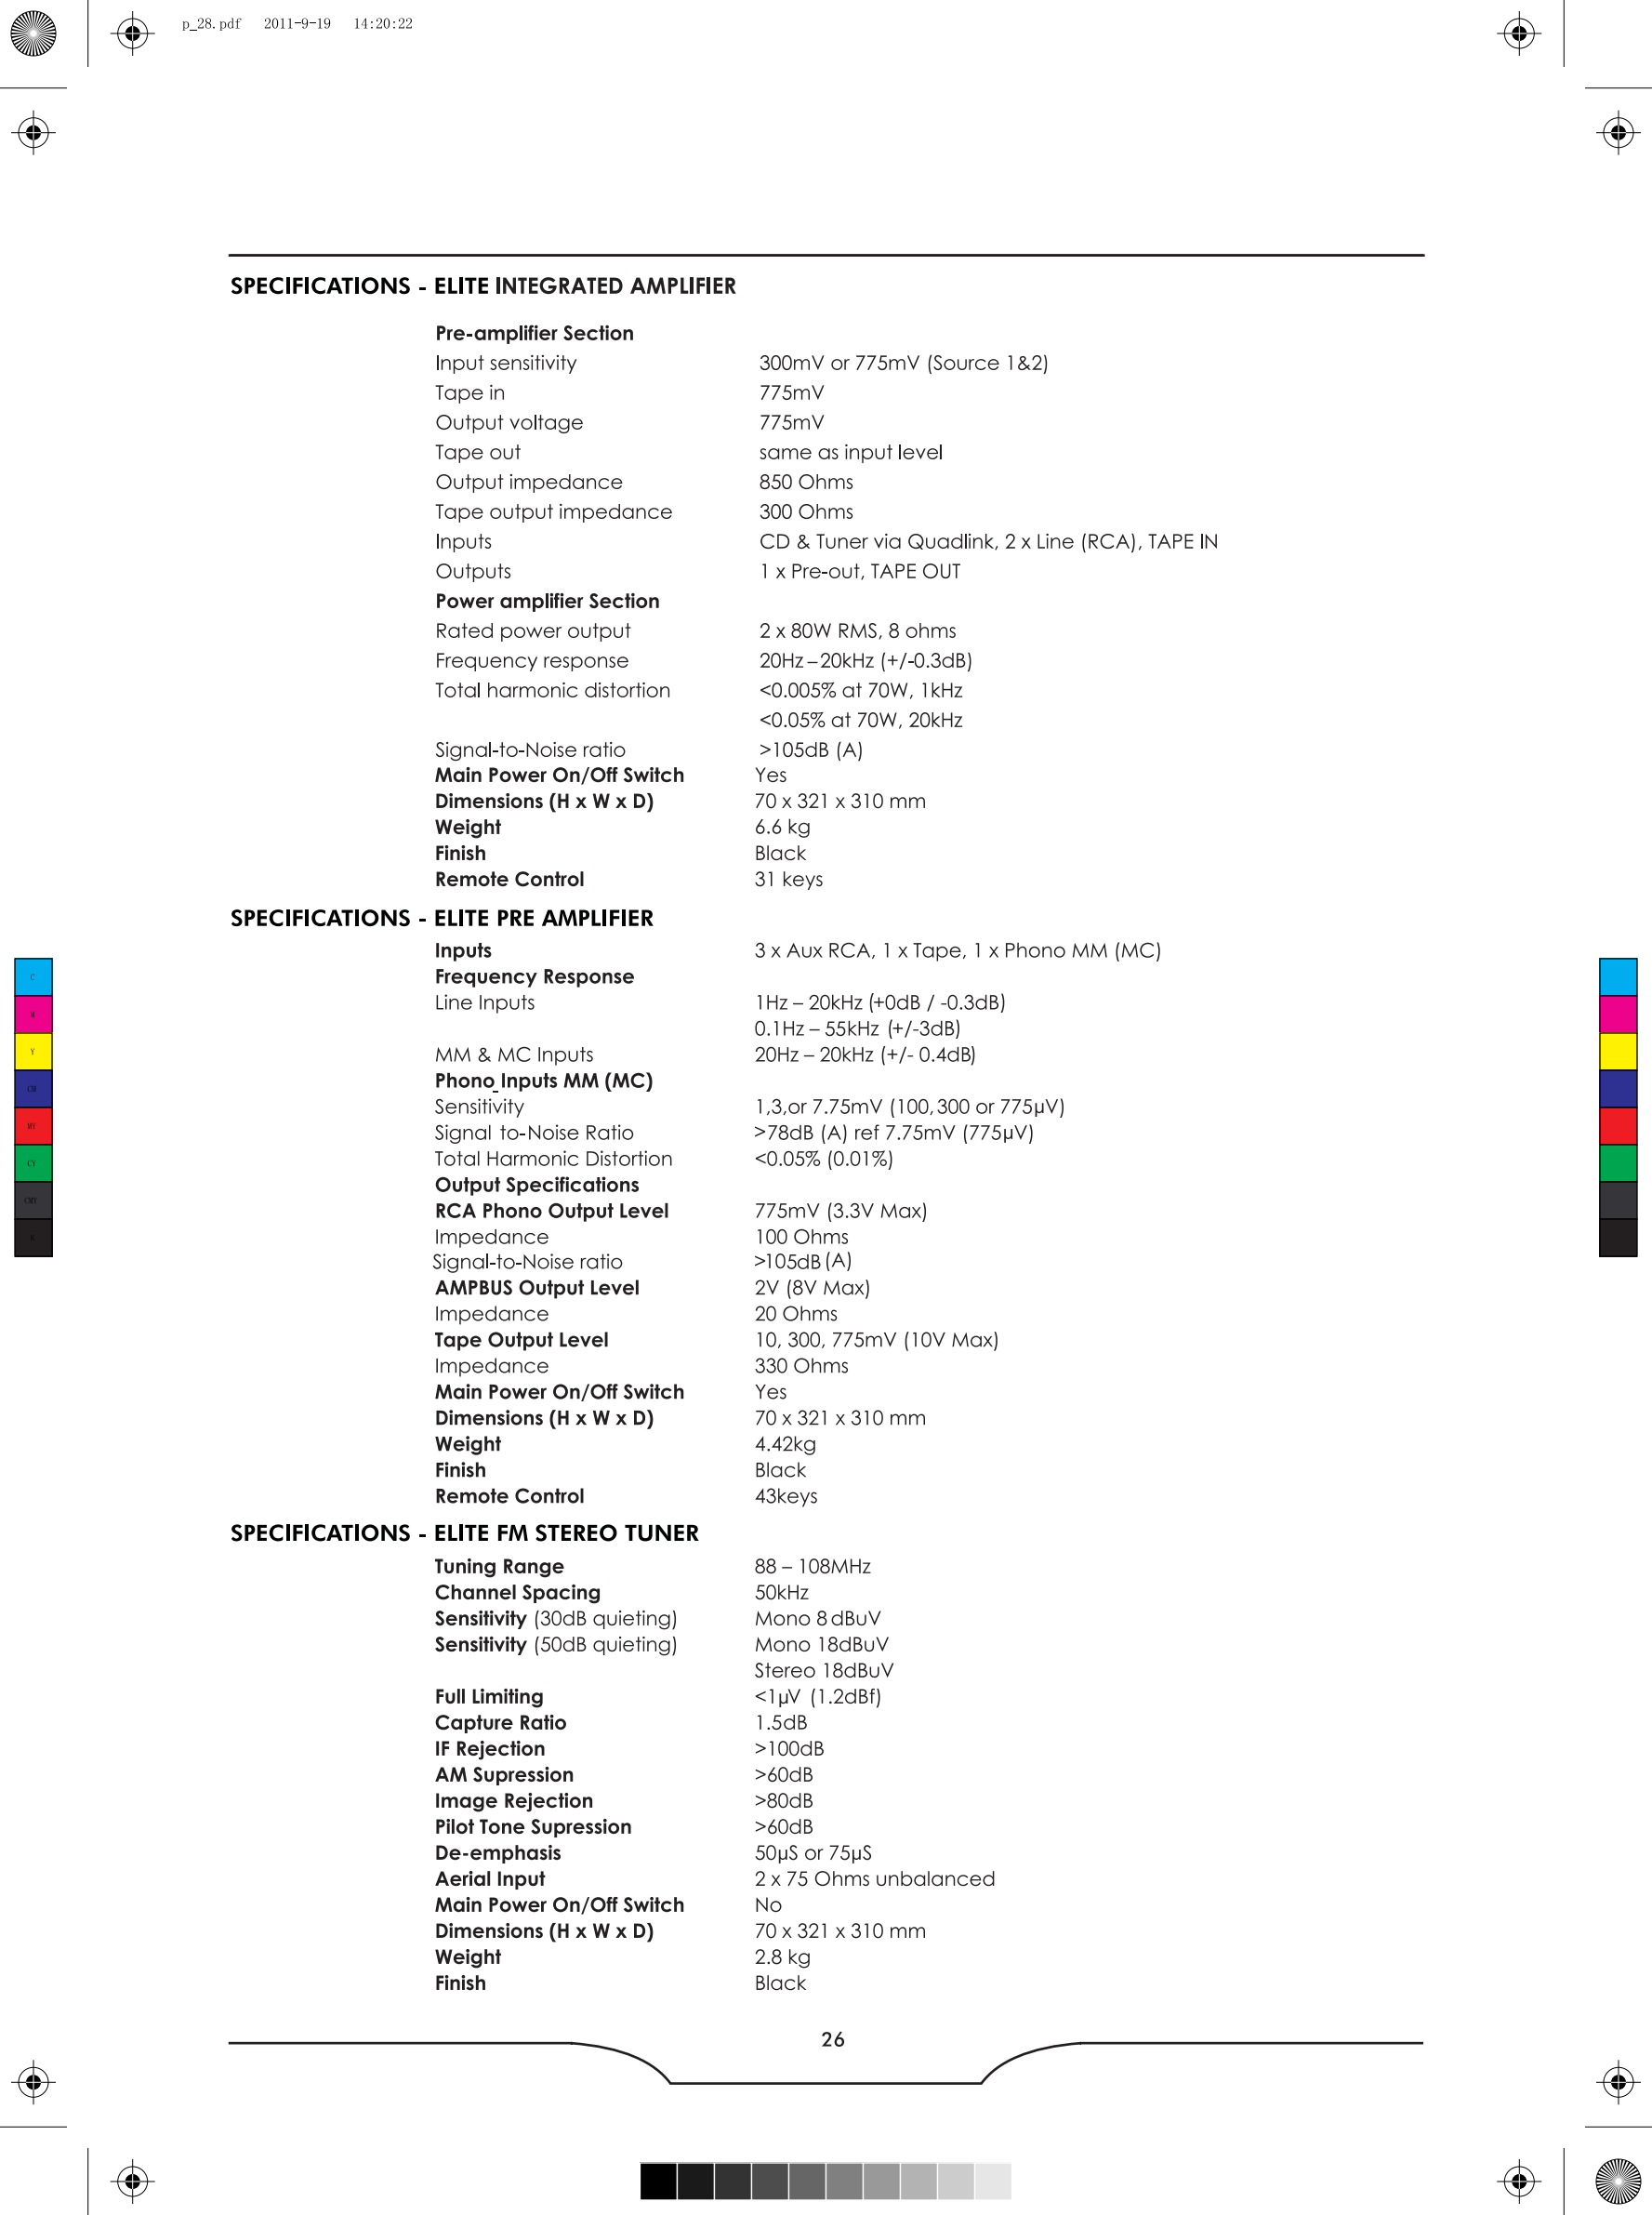 p_28.pdf 2011-9-19 14:20:22
SPECIFICATIONS - ELITE INTEGRATED AMPLIFIER
Pre-amplifier Section
Input sensitivity 300mV or 775mV (Source 1&2)
Tape in 775mV
Output voltage 775mV
Tape out same as input level
Output impedance 850 Ohms
Tape output impedance 300 Ohms
Inputs CD & Tuner via Quadlink, 2 x Line (RCA), TAPE IN
Outputs 1 x Pre-out, TAPE OUT
Power amplifier Section
Rated power output 2 x 80W RMS, 8 ohms
Frequency response 20Hz – 20kHz (+/-0.3dB)
Total harmonic distortion <0.005% at 70W, 1kHz
<0.05% at 70W, 20kHz
Signal-to-Noise ratio >105dB (A)
Main Power On/Off Switch Yes
Dimensions (H x W x D) 70 x 321 x 310 mm
Weight 6.6 kg
Finish Black
Remote Control 31 keys
SPECIFICATIONS - ELITE PRE AMPLIFIER
Inputs 3 x Aux RCA, 1 x Tape, 1 x Phono MM (MC)
Frequency Response
Line Inputs 1Hz – 20kHz (+0dB / -0.3dB)
0.1Hz – 55kHz (+/-3dB)
MM & MC Inputs 20Hz – 20kHz (+/- 0.4dB)
Phono_Inputs MM (MC)
Sensitivity 1,3,or 7.75mV (100,300 or 775µV)
Signal to-Noise Ratio >78dB (A) ref 7.75mV (775µV)
Total Harmonic Distortion <0.05% (0.01%)
Output Specifications
RCA Phono Output Level 775mV (3.3V Max)
Impedance 100 Ohms
Signal-to-Noise ratio >105dB (A)
AMPBUS Output Level 2V (8V Max)
Impedance 20 Ohms
Tape Output Level 10, 300, 775mV (10V Max)
Impedance 330 Ohms
Main Power On/Off Switch Yes
Dimensions (H x W x D) 70 x 321 x 310 mm
Weight 4.42kg
Finish Black
Remote Control 43keys
SPECIFICATIONS - ELITE FM STEREO TUNER
Tuning Range 88 – 108MHz
Channel Spacing 50kHz
Sensitivity (30dB quieting) Mono 8 dBuV
Sensitivity (50dB quieting) Mono 18dBuV
Stereo 18dBuV
Full Limiting <1µV (1.2dBf)
Capture Ratio 1.5dB
IF Rejection >100dB
AM Supression >60dB
Image Rejection >80dB
Pilot Tone Supression >60dB
De-emphasis 50µS or 75µS
Aerial Input 2 x 75 Ohms unbalanced
Main Power On/Off Switch No
Dimensions (H x W x D) 70 x 321 x 310 mm
Weight 2.8 kg
Finish Black
26
C
M
Y
CM
MY
CY
CMY